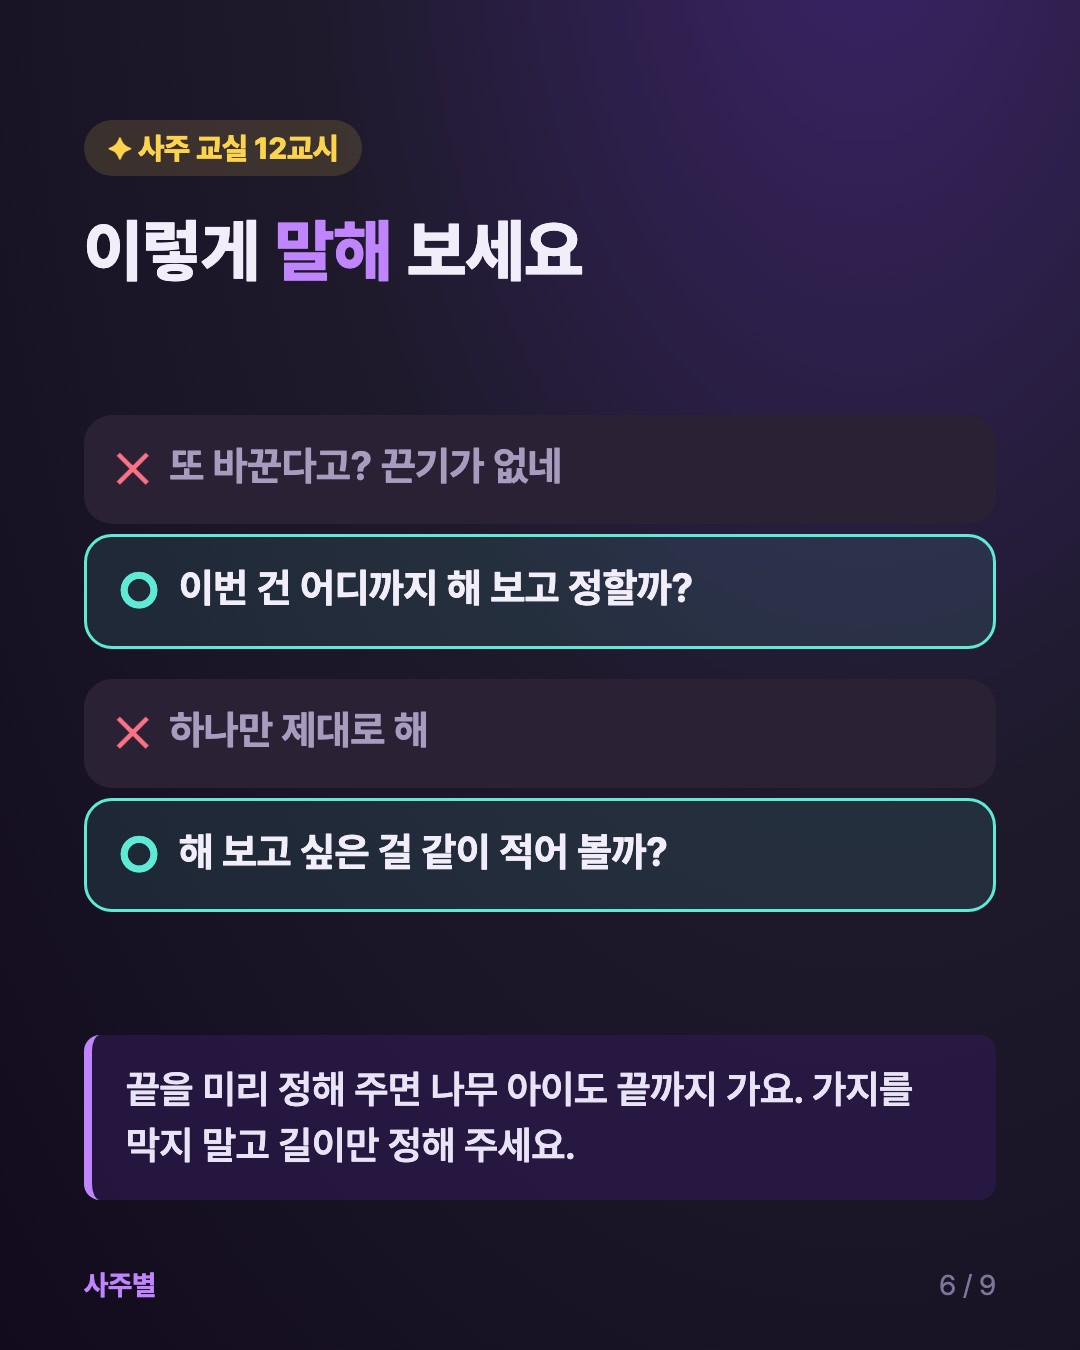 ✦ 사주 교실 12교시
이렇게 말해 보세요
또 바꾼다고? 끈기가 없네
이번 건 어디까지 해 보고 정할까?
하나만 제대로 해
해 보고 싶은 걸 같이 적어 볼까?
끝을 미리 정해 주면 나무 아이도 끝까지 가요. 가지를
막지 말고 길이만 정해 주세요.
사주별
6 / 9